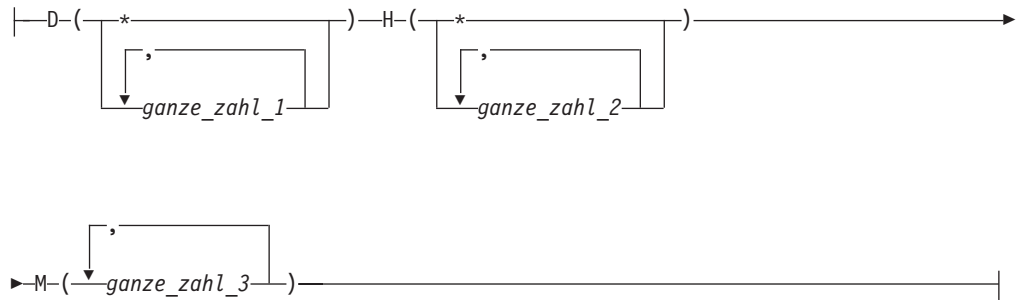 D ( * ) H ( * )
, ,
ganze_zahl_1 ganze_zahl_2
,
M ( ganze_zahl_3 )